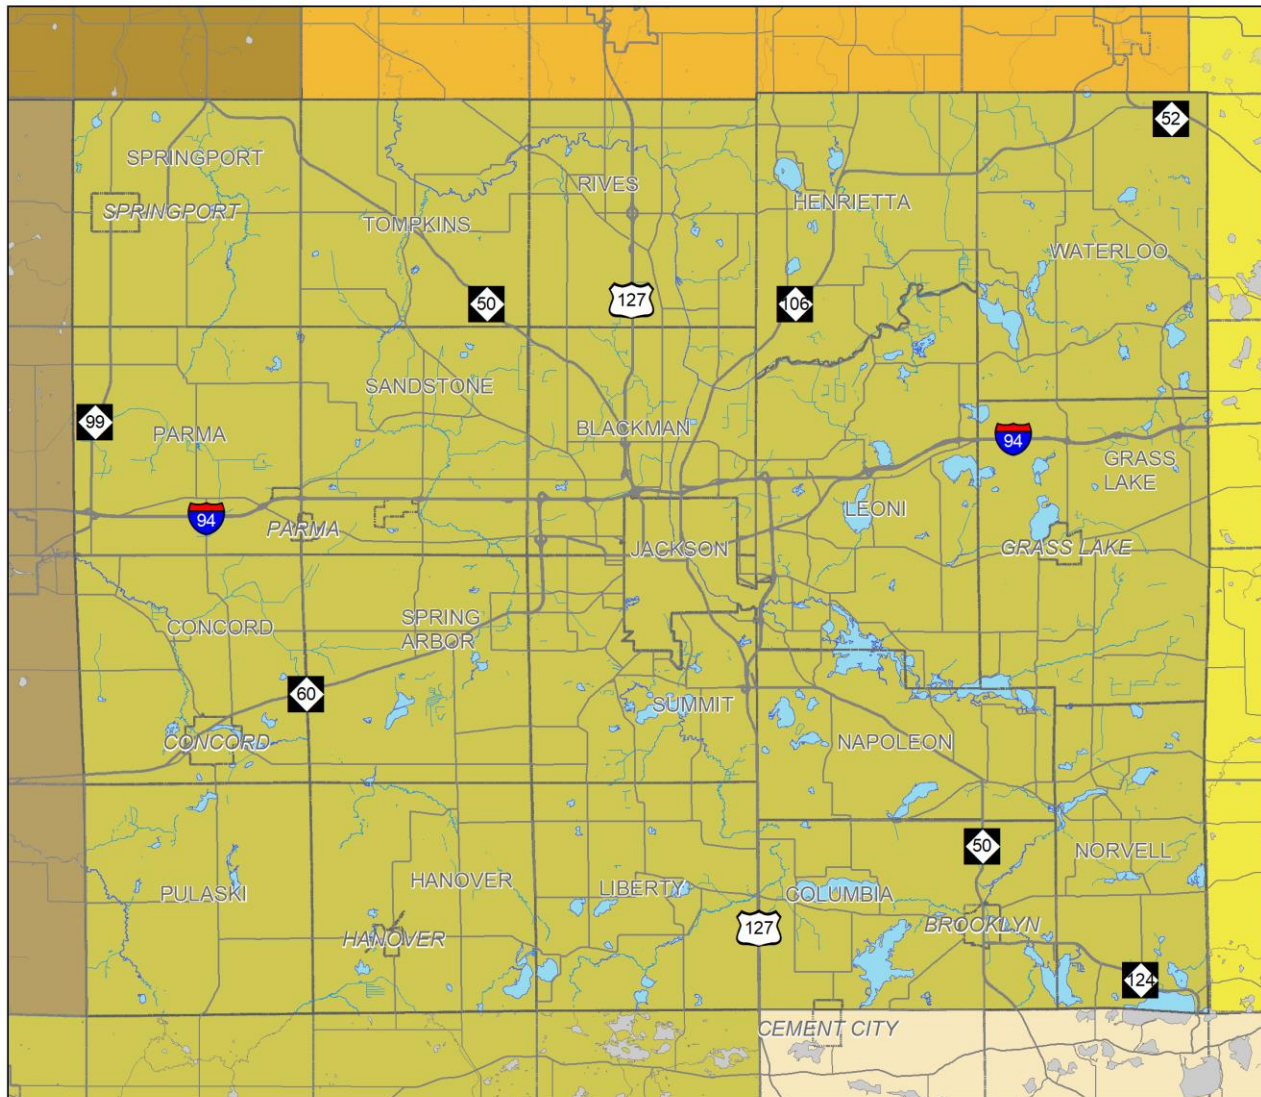 52
SPRINGPORT
RIVES
SPRINGPORT
HENRIETTA
TOMPKINS
WATERLOO
50
127
106
SANDSTONE
99
PARMA
BLACKMAN
94
GRASS
LAKE
LEONI
94
PARMA
JACKSON
GRASS LAKE
SPRING
ARBOR
CONCORD
60
SUMMIT
CONCORD
NAPOLEON
50
NORVELL
HANOVER
LIBERTY
PULASKI
COLUMBIA
BROOKLYN
127
HANOVER
124
CEMENT CITY